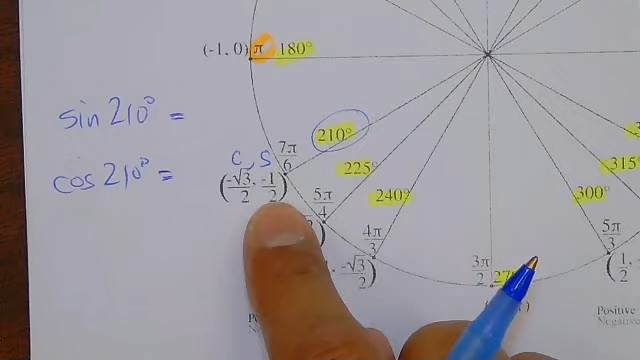 (-1, 0) π 180°
sin 210° =
210°
7π/6
C, S
cos 210° =
(-√3/2, -1/2)
225°
315°
5π/4
240°
300°
4π/3
5π/3
-√3/2)
3π/2
(1/2,
Positive
Negative